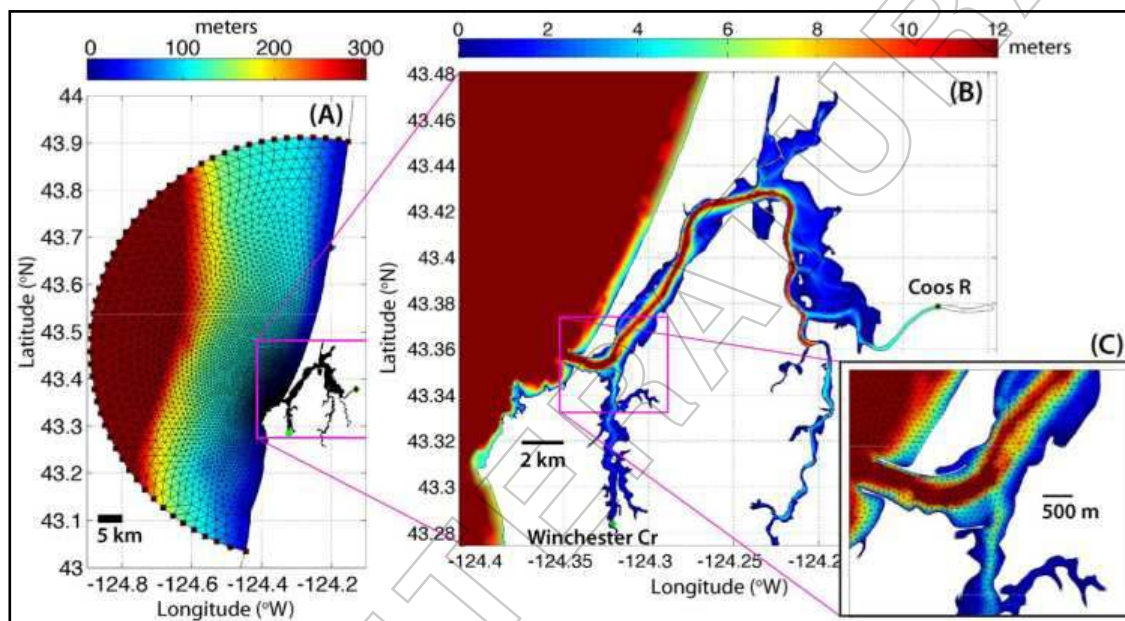 meters
0 100 200 300
(A)
44
43.9
43.8
43.7
43.6
43.5
43.4
43.3
43.2
43.1
43
Latitude (°N)
5 km
-124.8 -124.6 -124.4 -124.2
Longitude (°W)
0 2 4 6 8 10 12
meters
(B)
43.48
43.46
43.44
43.42
43.4
43.38
43.36
43.34
43.32
43.3
43.28
Latitude (°N)
Coos R
2 km
Winchester Cr
-124.4 -124.35 -124.3 -124.25 -124.2
Longitude (°W)
(C)
500 m